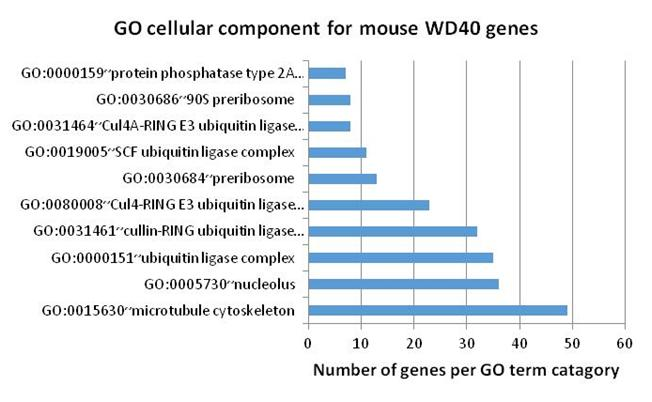 GO cellular component for mouse WD40 genes
GO:0000159~protein phosphatase type 2A...
GO:0030686~90S preribosome
GO:0031464~Cul4A-RING E3 ubiquitin ligase...
GO:0019005~SCF ubiquitin ligase complex
GO:0030684~preribosome
GO:0080008~Cul4-RING E3 ubiquitin ligase...
GO:0031461~cullin-RING ubiquitin ligase...
GO:0000151~ubiquitin ligase complex
GO:0005730~nucleolus
GO:0015630~microtubule cytoskeleton
0 10 20 30 40 50 60
Number of genes per GO term catagory